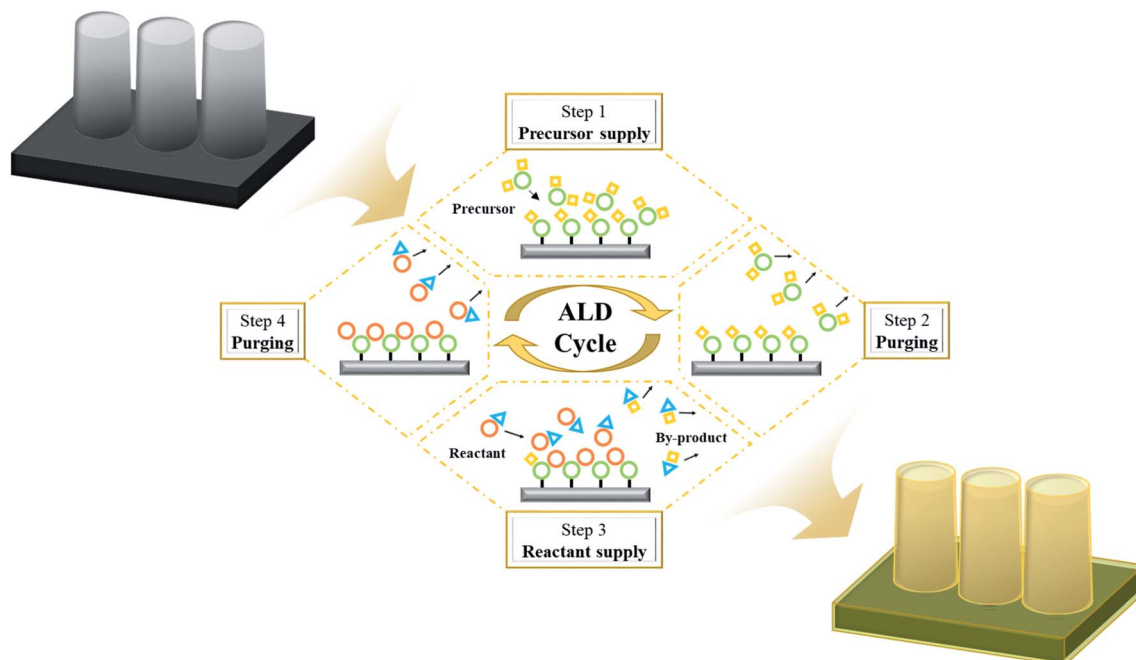 Step 1
Precursor supply
Precursor
Step 4
Purging
ALD
Cycle
Step 2
Purging
Reactant
By-product
Step 3
Reactant supply